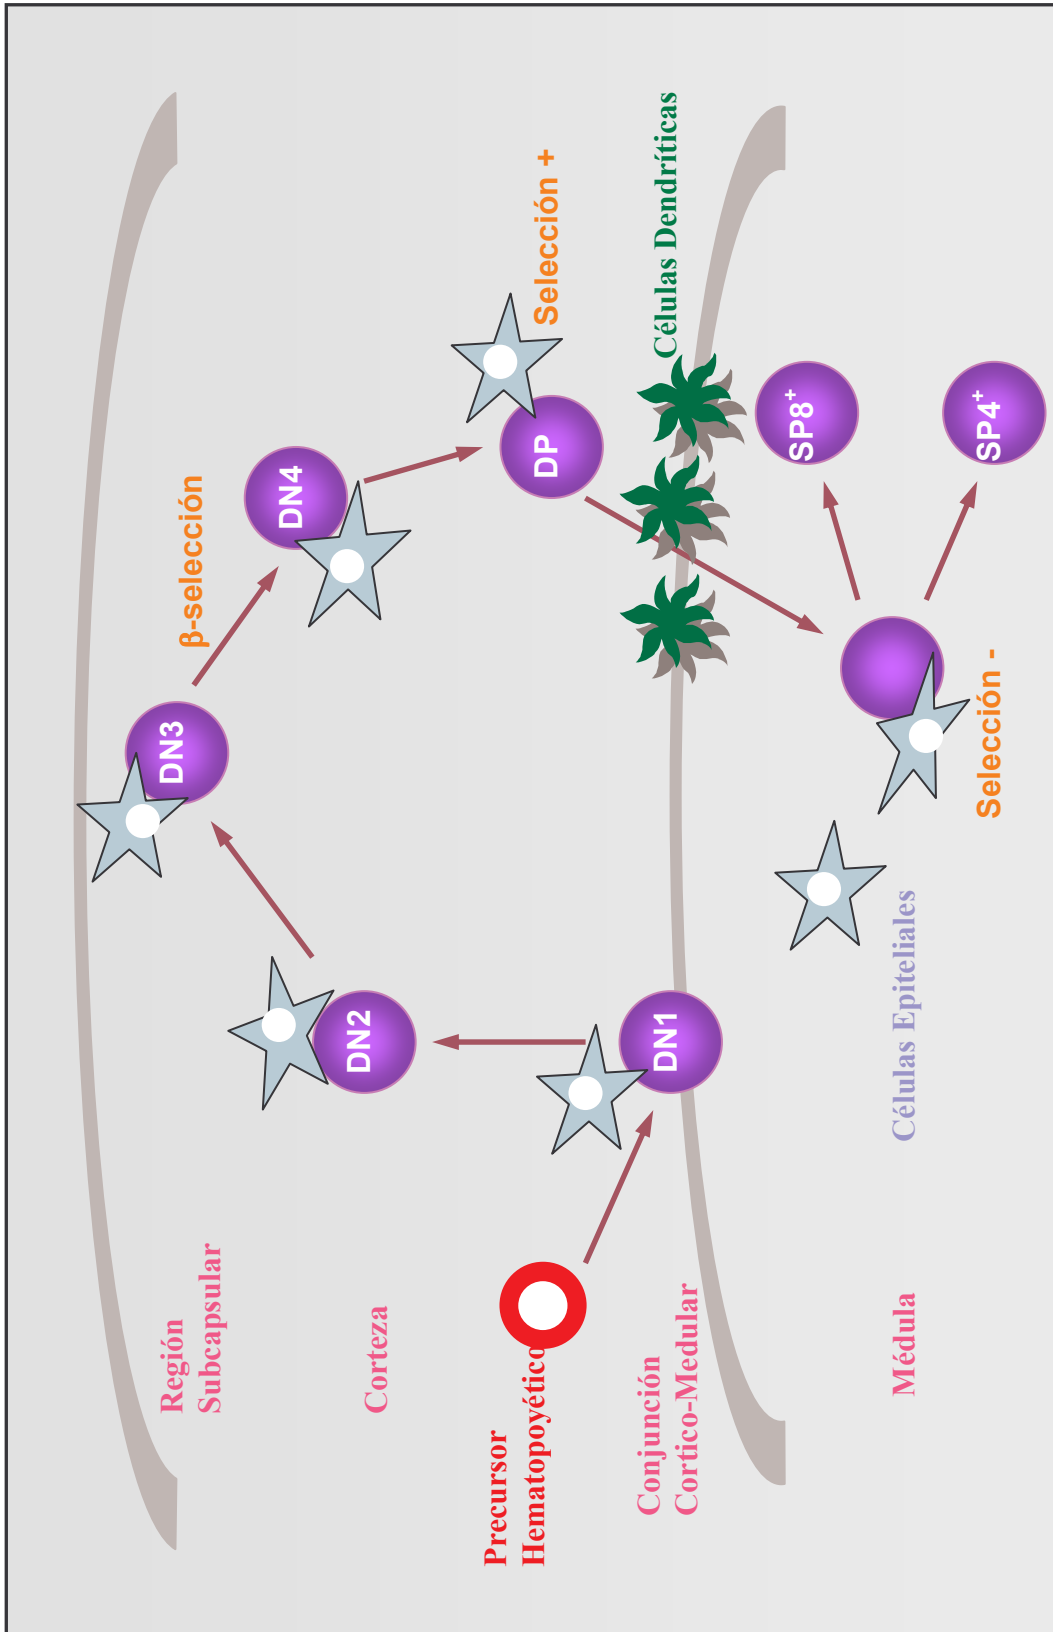 Región
Subcapsular
Corteza
Precursor
Hematopoyético
Conjunción
Cortico-Medular
Médula
DN1
DN2
DN3
β-selección
DN4
DP
Selección +
Células Dendríticas
Células Epiteliales
Selección -
SP8+
SP4+